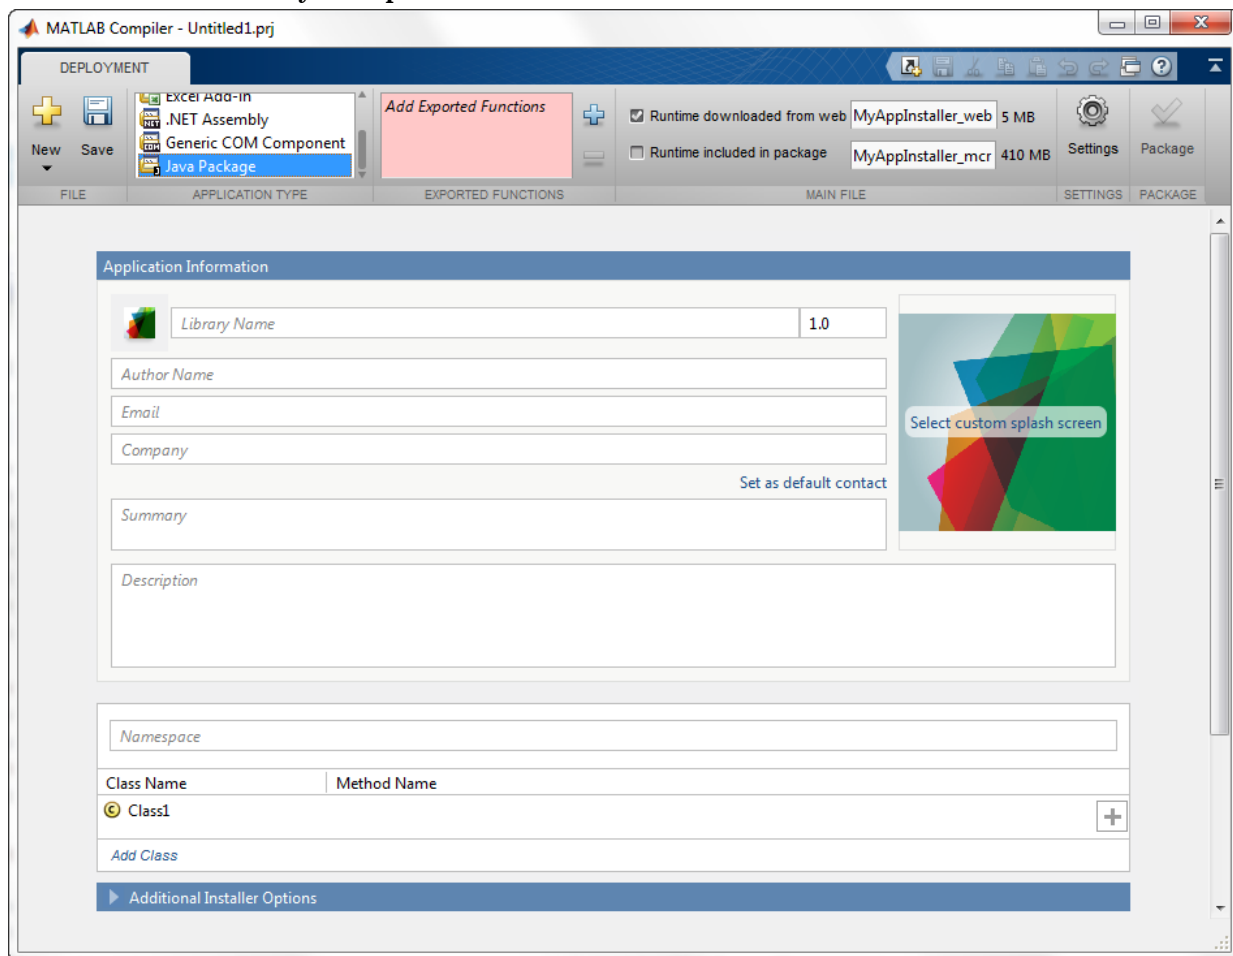 MATLAB Compiler - Untitled1.prj
DEPLOYMENT
New
Save
Excel Add-In
.NET Assembly
Generic COM Component
Java Package
Add Exported Functions
Runtime downloaded from web MyAppInstaller_web 5 MB
Runtime included in package MyAppInstaller_mcr 410 MB
Settings
Package
FILE APPLICATION TYPE EXPORTED FUNCTIONS MAIN FILE SETTINGS PACKAGE
Application Information
Library Name 1.0
Author Name
Email
Company
Select custom splash screen
Set as default contact
Summary
Description
Namespace
Class Name Method Name
Class1
Add Class
Additional Installer Options